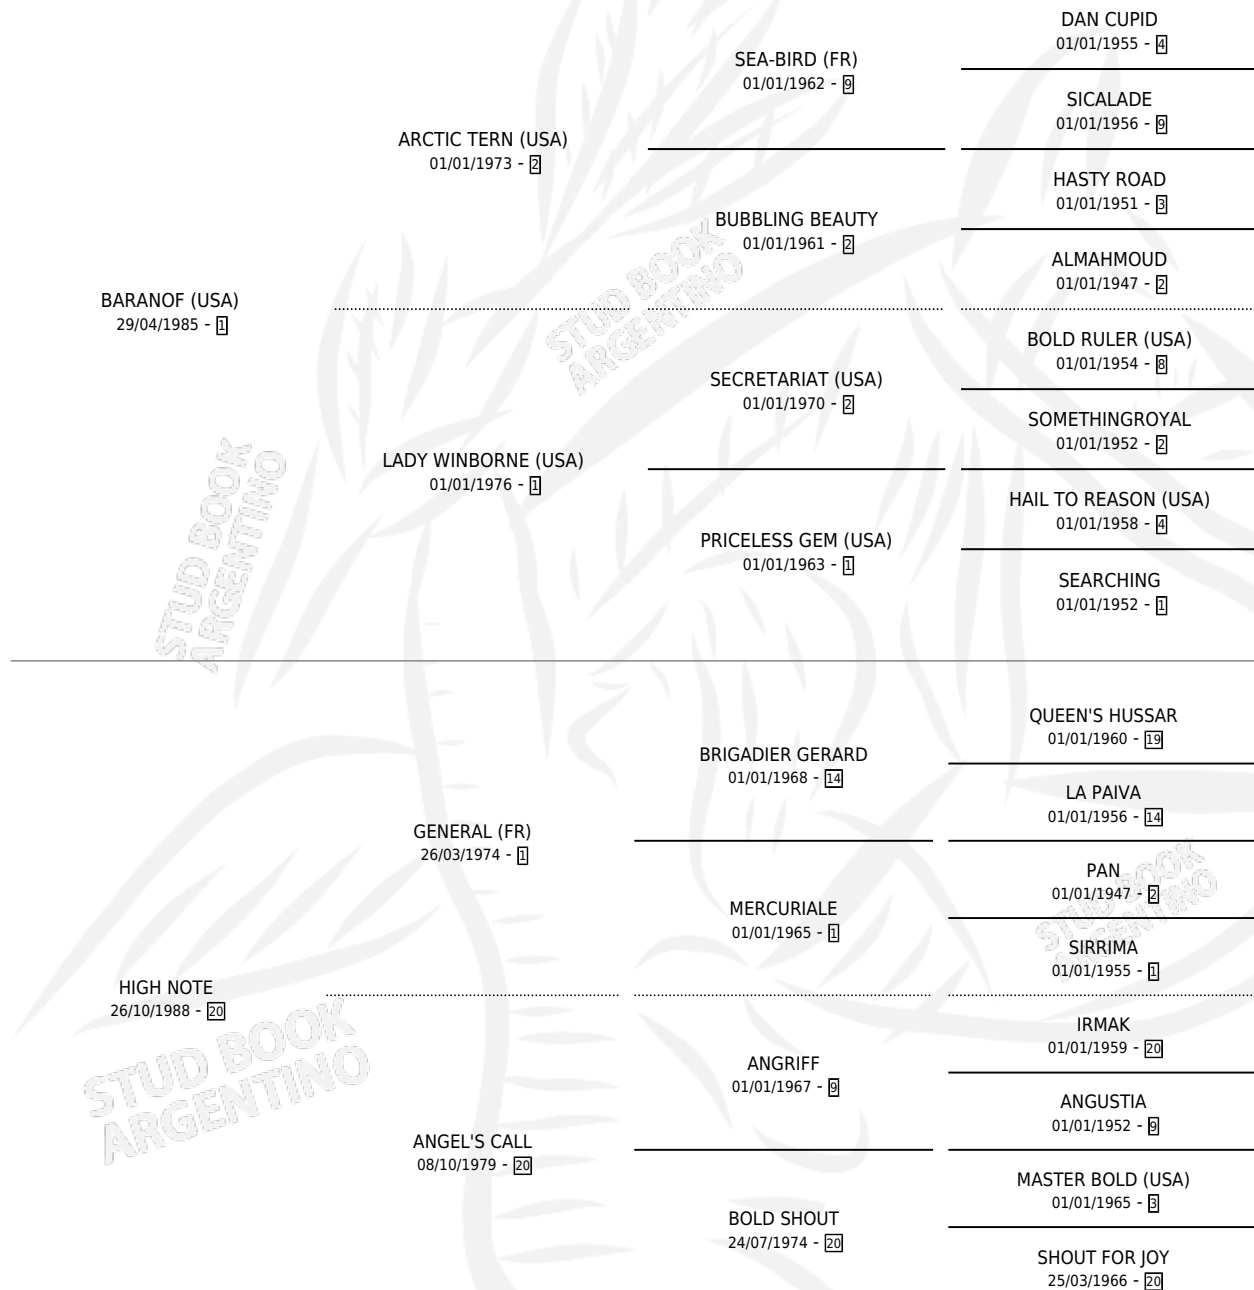 DAN CUPID
01/01/1955 - 4
SEA-BIRD (FR)
01/01/1962 - 9
SICALADE
01/01/1956 - 9
ARCTIC TERN (USA)
01/01/1973 - 2
HASTY ROAD
01/01/1951 - 3
BUBBLING BEAUTY
01/01/1961 - 2
ALMAHMOUD
01/01/1947 - 2
BARANOF (USA)
29/04/1985 - 1
STUD BOOK
ARGENTINO
BOLD RULER (USA)
01/01/1954 - 8
SECRETARIAT (USA)
01/01/1970 - 2
SOMETHINGROYAL
01/01/1952 - 2
LADY WINBORNE (USA)
01/01/1976 - 1
HAIL TO REASON (USA)
01/01/1958 - 4
PRICELESS GEM (USA)
01/01/1963 - 1
SEARCHING
01/01/1952 - 1
STUD BOOK
ARGENTINO
QUEEN'S HUSSAR
01/01/1960 - 19
BRIGADIER GERARD
01/01/1968 - 14
LA PAIVA
01/01/1956 - 14
GENERAL (FR)
26/03/1974 - 1
PAN
01/01/1947 - 2
MERCURIALE
01/01/1965 - 1
SIRRIMA
01/01/1955 - 1
STUD BOOK
ARGENTINO
HIGH NOTE
26/10/1988 - 20
STUD BOOK
ARGENTINO
IRMAK
01/01/1959 - 20
ANGRIFF
01/01/1967 - 9
ANGUSTIA
01/01/1952 - 9
ANGEL'S CALL
08/10/1979 - 20
MASTER BOLD (USA)
01/01/1965 - 3
BOLD SHOUT
24/07/1974 - 20
SHOUT FOR JOY
25/03/1966 - 20